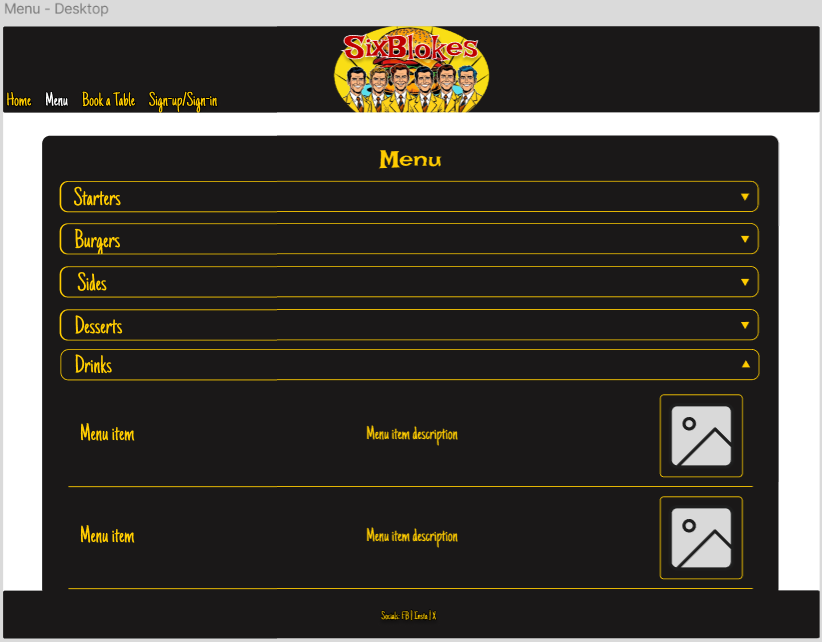 Menu - Desktop
SixBlokes
Home Menu Book a Table Sign-up/Sign-in
Menu
Starters
Burgers
Sides
Desserts
Drinks
Menu item Menu item description
Menu item Menu item description
Socials: FB | Insta | X